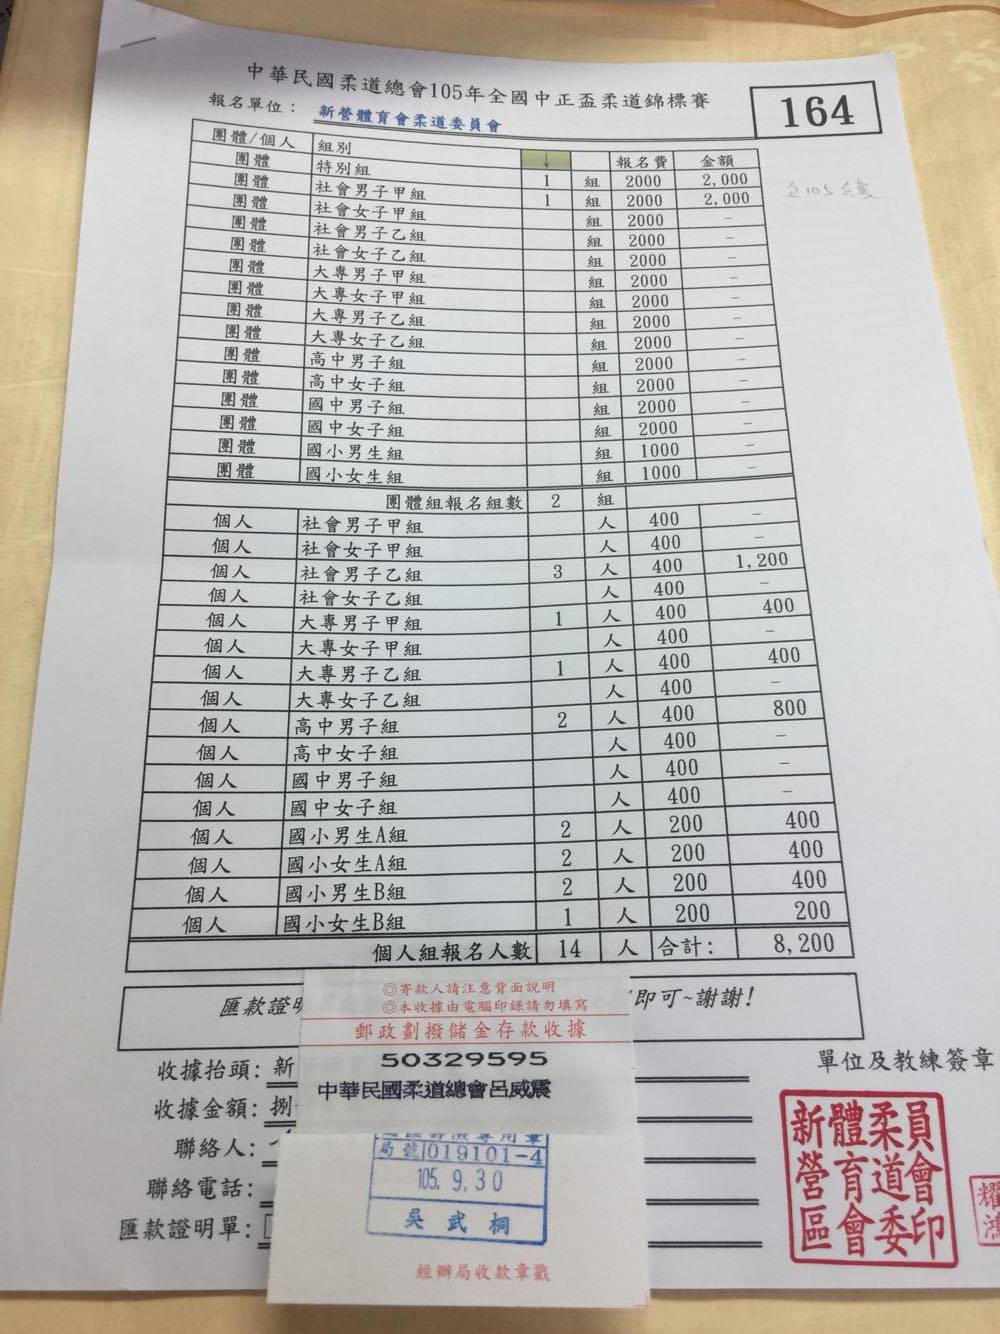 中華民國柔道總會105年全國中正盃柔道錦標賽
164
報名單位： 新營體育會柔道委員會
團體/個人 組別 ↓ 報名費 金額
團體 特別組 1 組 2000 2,000
團體 社會男子甲組 1 組 2000 2,000
團體 社會女子甲組 組 2000 －
團體 社會男子乙組 組 2000 －
團體 社會女子乙組 組 2000 －
團體 大專男子甲組 組 2000 －
團體 大專女子甲組 組 2000 －
團體 大專男子乙組 組 2000 －
團體 大專女子乙組 組 2000 －
團體 高中男子組 組 2000 －
團體 高中女子組 組 2000 －
團體 國中男子組 組 2000 －
團體 國中女子組 組 2000 －
團體 國小男生組 組 1000 －
團體 國小女生組 組 1000 －
團體組報名組數 2 組
個人 社會男子甲組 人 400 －
個人 社會女子甲組 人 400 －
個人 社會男子乙組 3 人 400 1,200
個人 社會女子乙組 人 400 －
個人 大專男子甲組 1 人 400 400
個人 大專女子甲組 人 400 －
個人 大專男子乙組 1 人 400 400
個人 大專女子乙組 人 400 －
個人 高中男子組 2 人 400 800
個人 高中女子組 人 400 －
個人 國中男子組 人 400 －
個人 國中女子組 人 400 －
個人 國小男生A組 2 人 200 400
個人 國小女生A組 2 人 200 400
個人 國小男生B組 2 人 200 400
個人 國小女生B組 1 人 200 200
個人組報名人數 14 人 合計: 8,200
匯款證明 即可~謝謝!
◎寄款人請注意背面說明
◎本收據由電腦印錄請勿填寫
郵政劃撥儲金存款收據
50329595
中華民國柔道總會呂威震
局號 019101-4
105. 9. 30
吳武桐
經辦局收款章戳
收據抬頭: 新
收據金額: 捌
聯絡人:
聯絡電話:
匯款證明單:
單位及教練簽章
新體柔員
營育道會
區會委印
耀
鴻